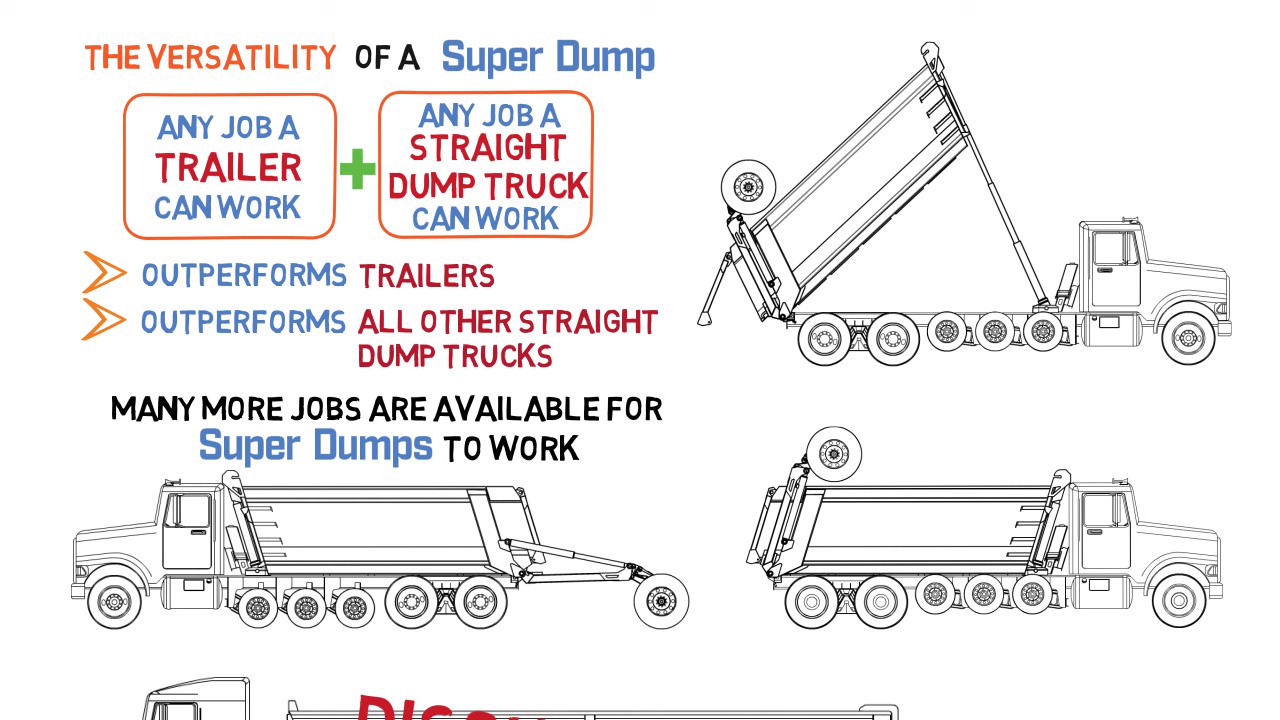 THE VERSATILITY OF A Super Dump
ANY JOB A
TRAILER
CAN WORK
+
ANY JOB A
STRAIGHT
DUMP TRUCK
CAN WORK
OUTPERFORMS TRAILERS
OUTPERFORMS ALL OTHER STRAIGHT
DUMP TRUCKS
MANY MORE JOBS ARE AVAILABLE FOR
Super Dumps TO WORK